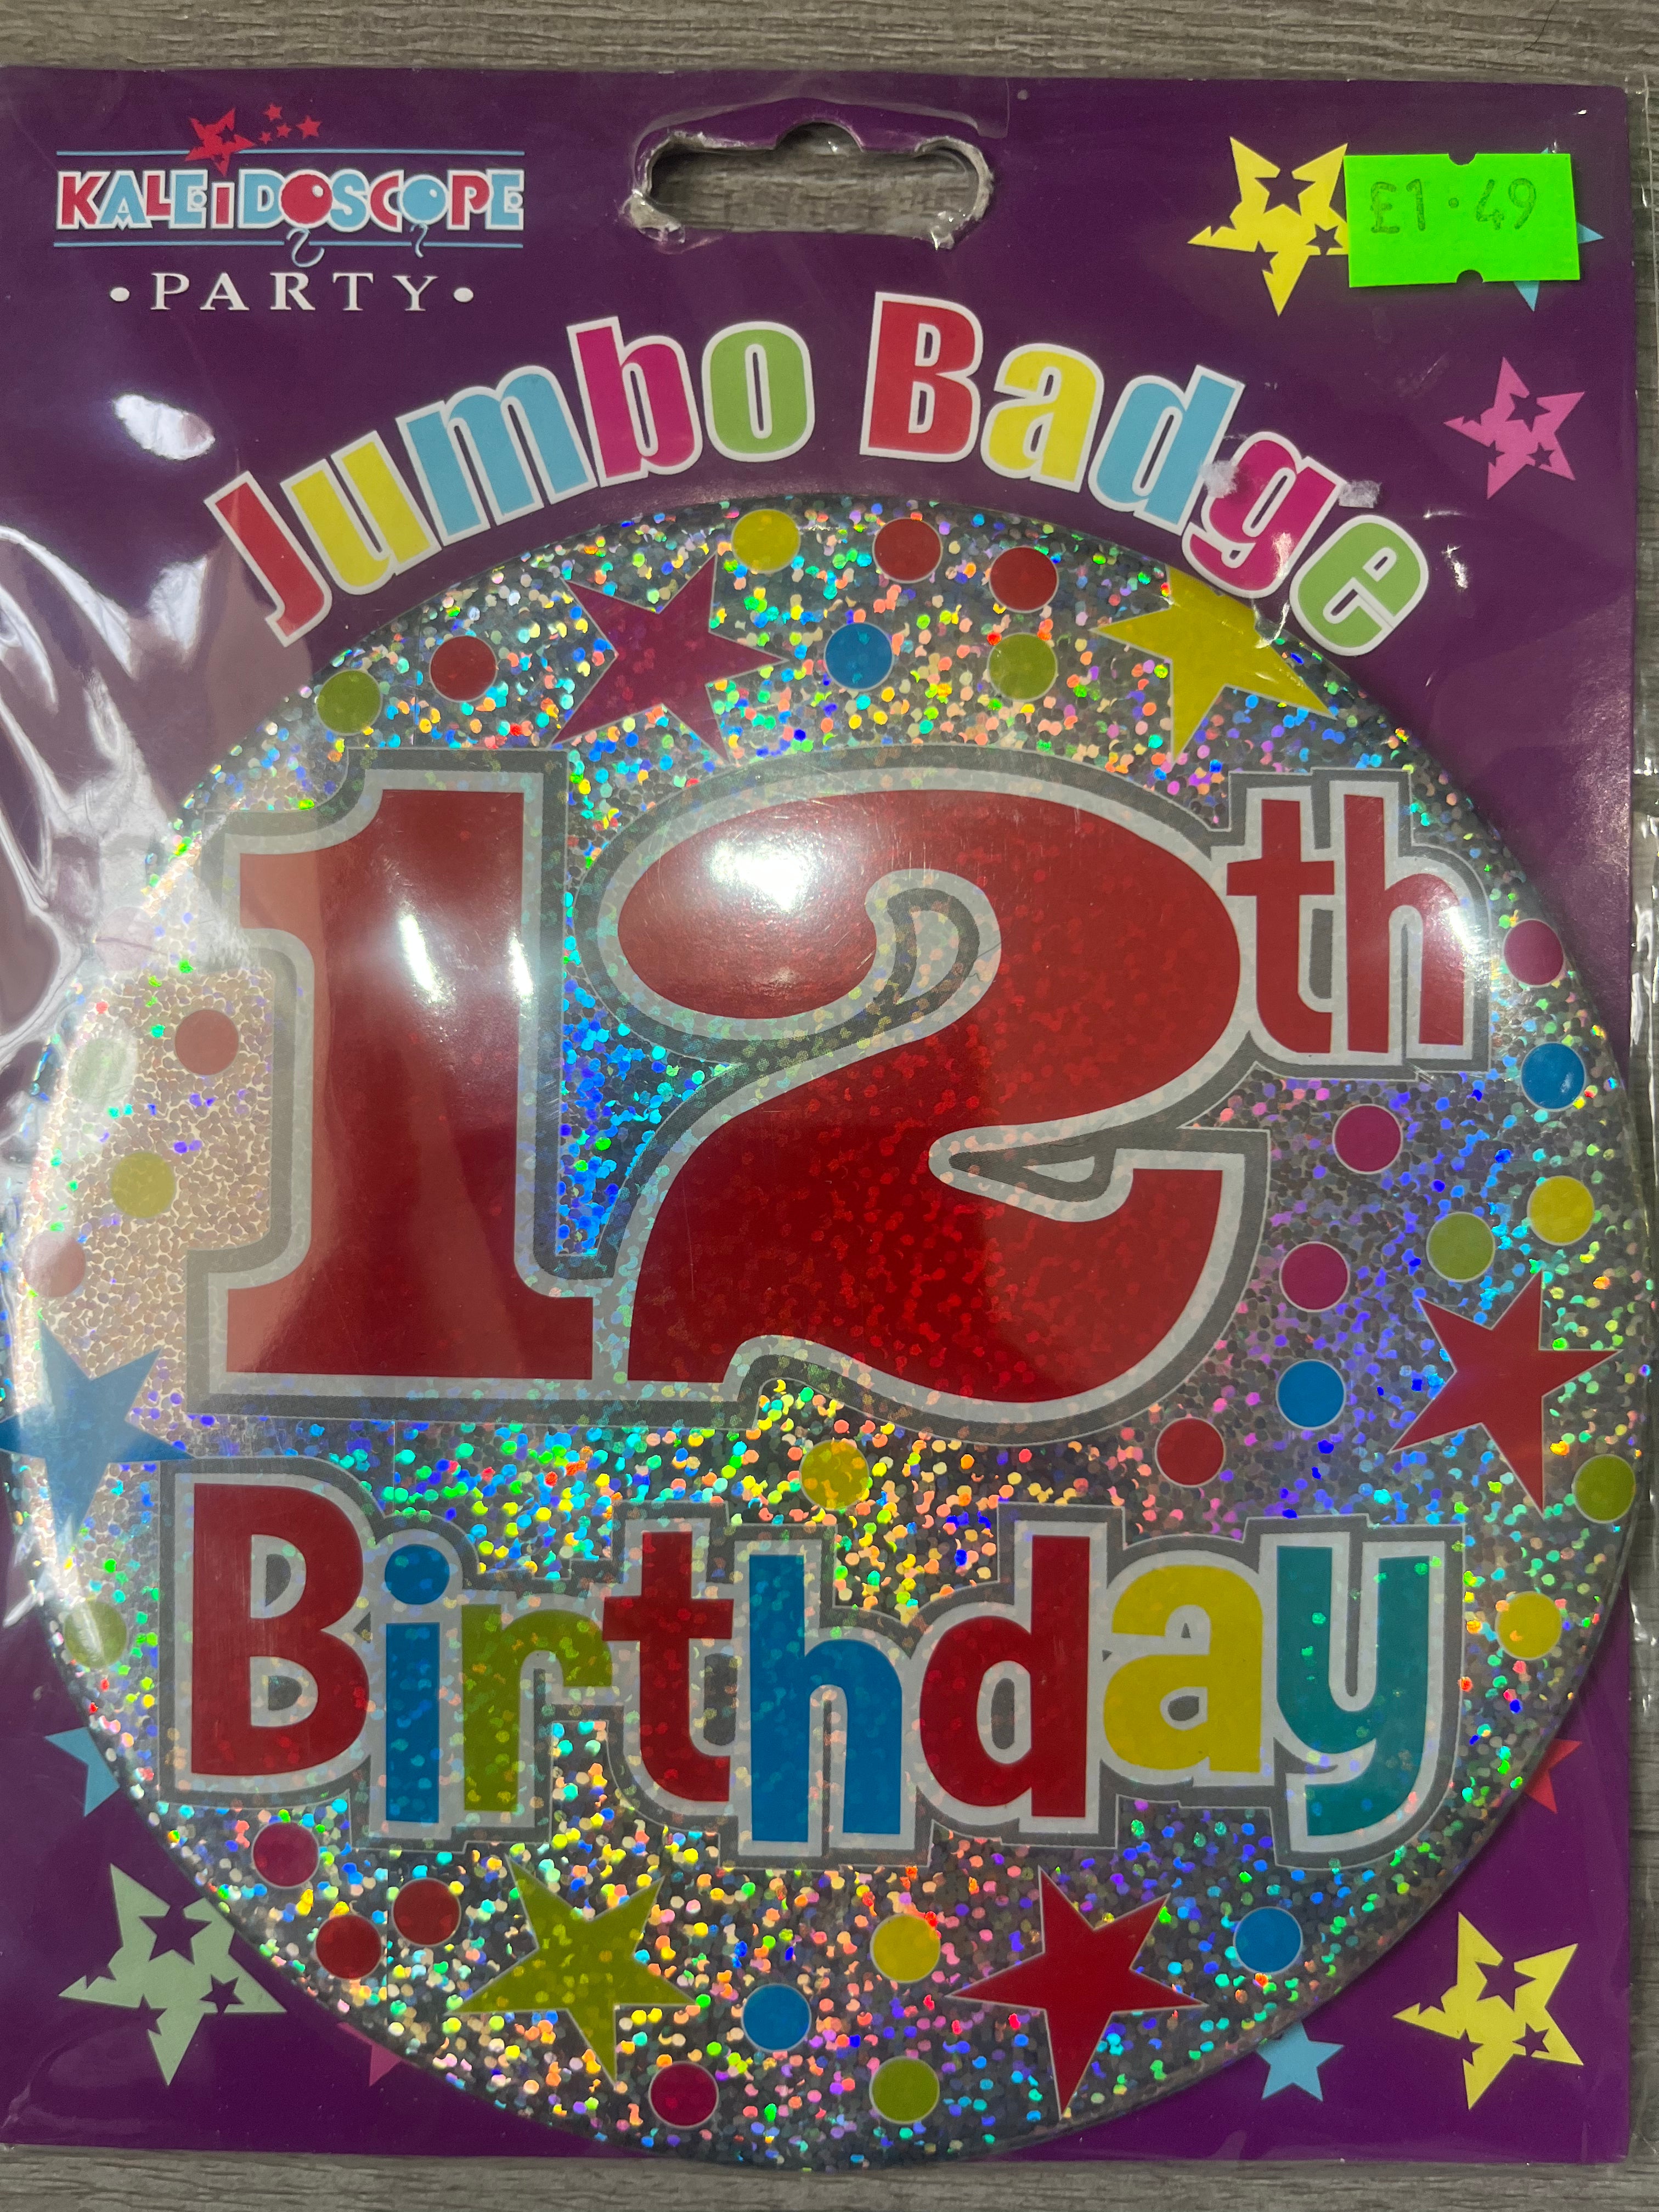 KALEiDOSCOPE
• PARTY •
£1·49
Jumbo Badge
12th
Birthday